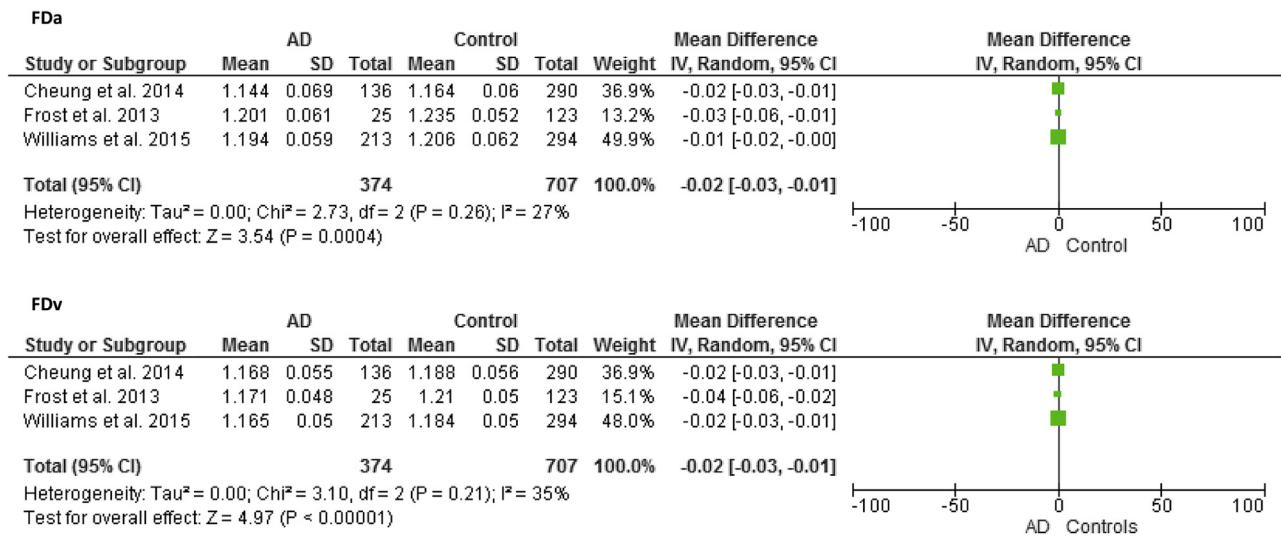 FDa
AD Control Mean Difference Mean Difference
Study or Subgroup Mean SD Total Mean SD Total Weight IV, Random, 95% CI IV, Random, 95% CI
Cheung et al. 2014 1.144 0.069 136 1.164 0.06 290 36.9% -0.02 [-0.03, -0.01]
Frost et al. 2013 1.201 0.061 25 1.235 0.052 123 13.2% -0.03 [-0.06, -0.01]
Williams et al. 2015 1.194 0.059 213 1.206 0.062 294 49.9% -0.01 [-0.02, -0.00]
Total (95% CI) 374 707 100.0% -0.02 [-0.03, -0.01]
Heterogeneity: Tau² = 0.00; Chi² = 2.73, df = 2 (P = 0.26); I² = 27%
Test for overall effect: Z = 3.54 (P = 0.0004)
-100 -50 0 50 100
AD Control
FDv
AD Control Mean Difference Mean Difference
Study or Subgroup Mean SD Total Mean SD Total Weight IV, Random, 95% CI IV, Random, 95% CI
Cheung et al. 2014 1.168 0.055 136 1.188 0.056 290 36.9% -0.02 [-0.03, -0.01]
Frost et al. 2013 1.171 0.048 25 1.21 0.05 123 15.1% -0.04 [-0.06, -0.02]
Williams et al. 2015 1.165 0.05 213 1.184 0.05 294 48.0% -0.02 [-0.03, -0.01]
Total (95% CI) 374 707 100.0% -0.02 [-0.03, -0.01]
Heterogeneity: Tau² = 0.00; Chi² = 3.10, df = 2 (P = 0.21); I² = 35%
Test for overall effect: Z = 4.97 (P < 0.00001)
-100 -50 0 50 100
AD Controls